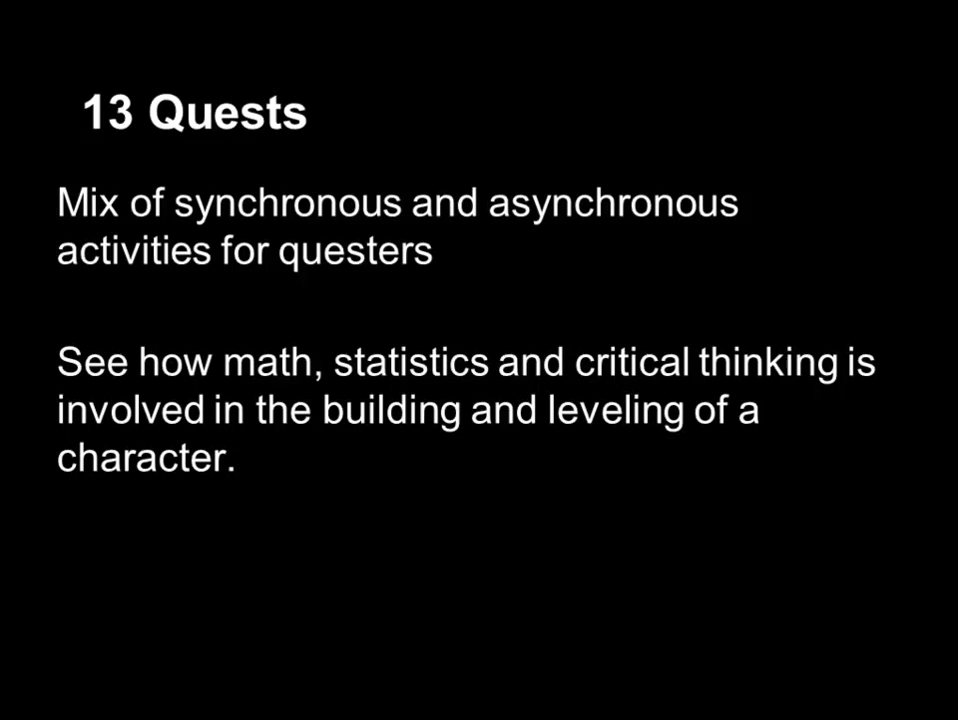 13 Quests
Mix of synchronous and asynchronous
activities for questers
See how math, statistics and critical thinking is
involved in the building and leveling of a
character.